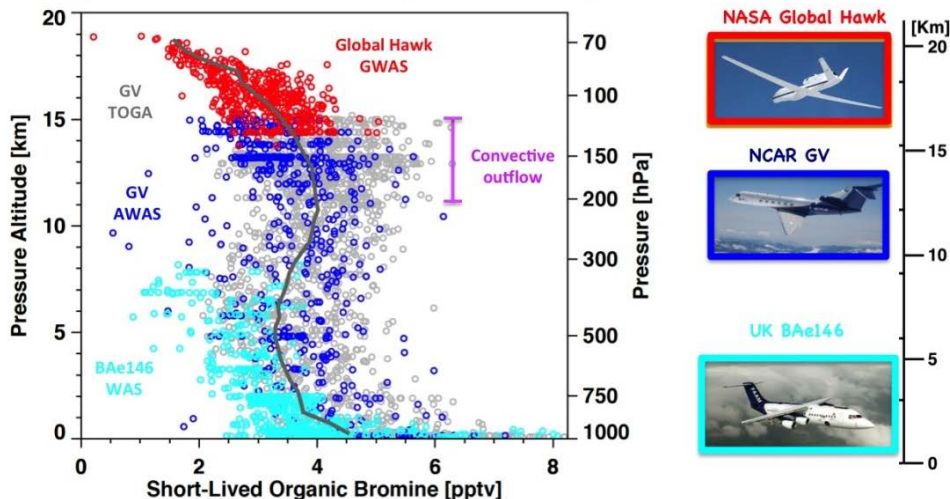 20
15
10
5
0
Pressure Altitude [km]
0
2
4
6
8
Short-Lived Organic Bromine [pptv]
GV
TOGA
Global Hawk
GWAS
GV
AWAS
BAe146
WAS
Convective
outflow
70
100
150
200
300
500
750
1000
Pressure [hPa]
NASA Global Hawk
NCAR GV
UK BAe146
[Km]
20
15
10
5
0